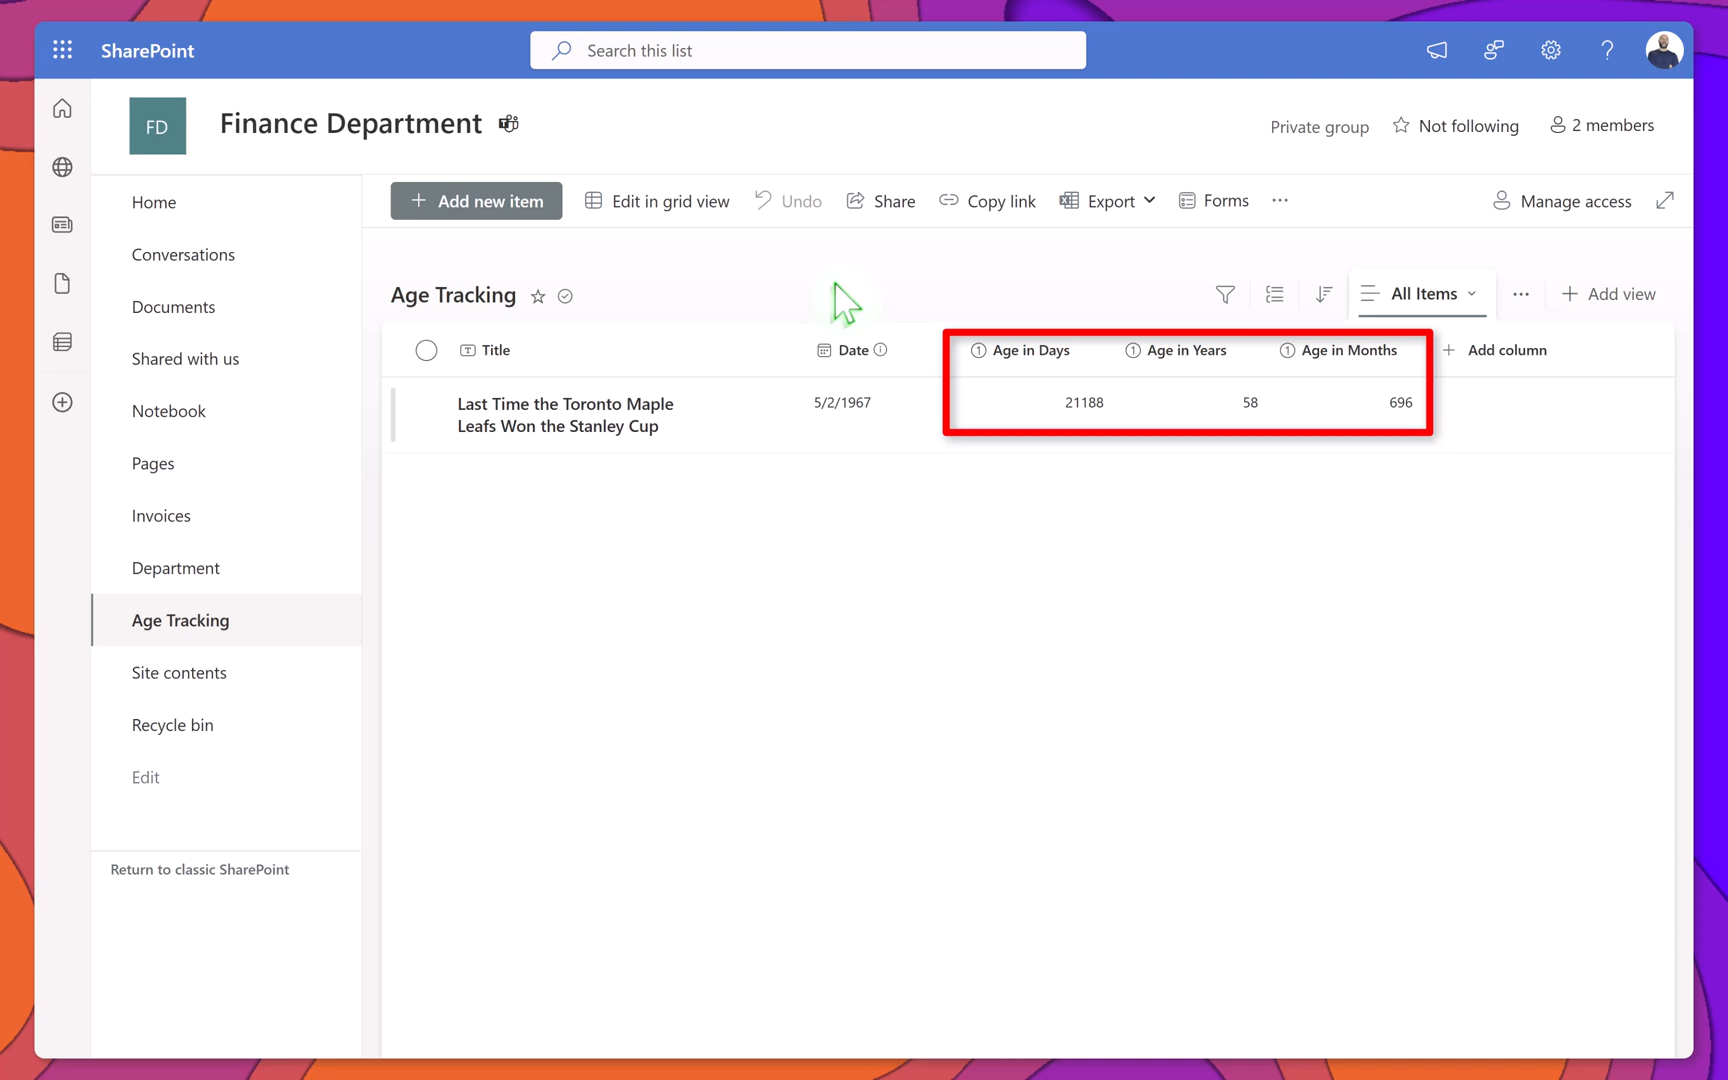 SharePoint
Search this list
FD
Finance Department
Private group
Not following
2 members
Home
Conversations
Documents
Shared with us
Notebook
Pages
Invoices
Department
Age Tracking
Site contents
Recycle bin
Edit
Return to classic SharePoint
Add new item
Edit in grid view
Undo
Share
Copy link
Export
Forms
Manage access
Age Tracking
All Items
Add view
Title
Date
Age in Days
Age in Years
Age in Months
Add column
Last Time the Toronto Maple
Leafs Won the Stanley Cup
5/2/1967
21188
58
696